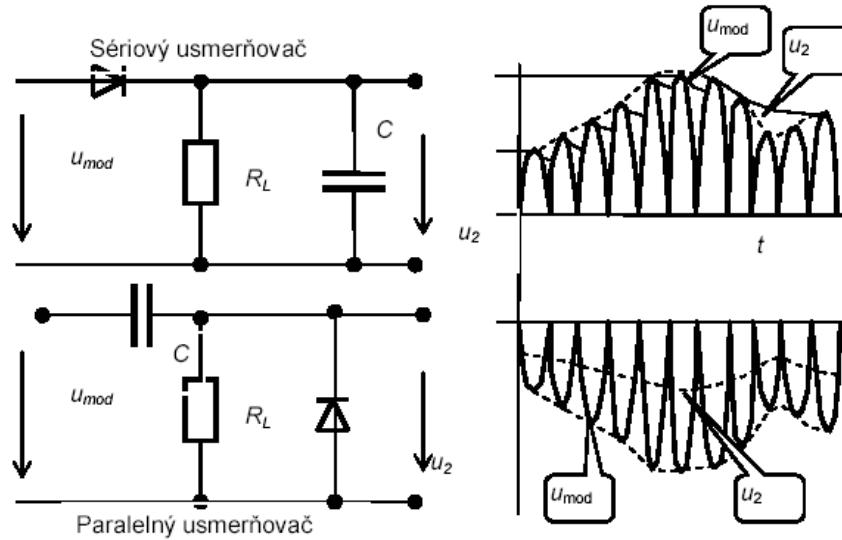 Sériový usmerňovač
u_mod
R_L
C
u_2
C
u_mod
R_L
u_2
Paralelný usmerňovač
u_mod
u_2
t
u_mod
u_2